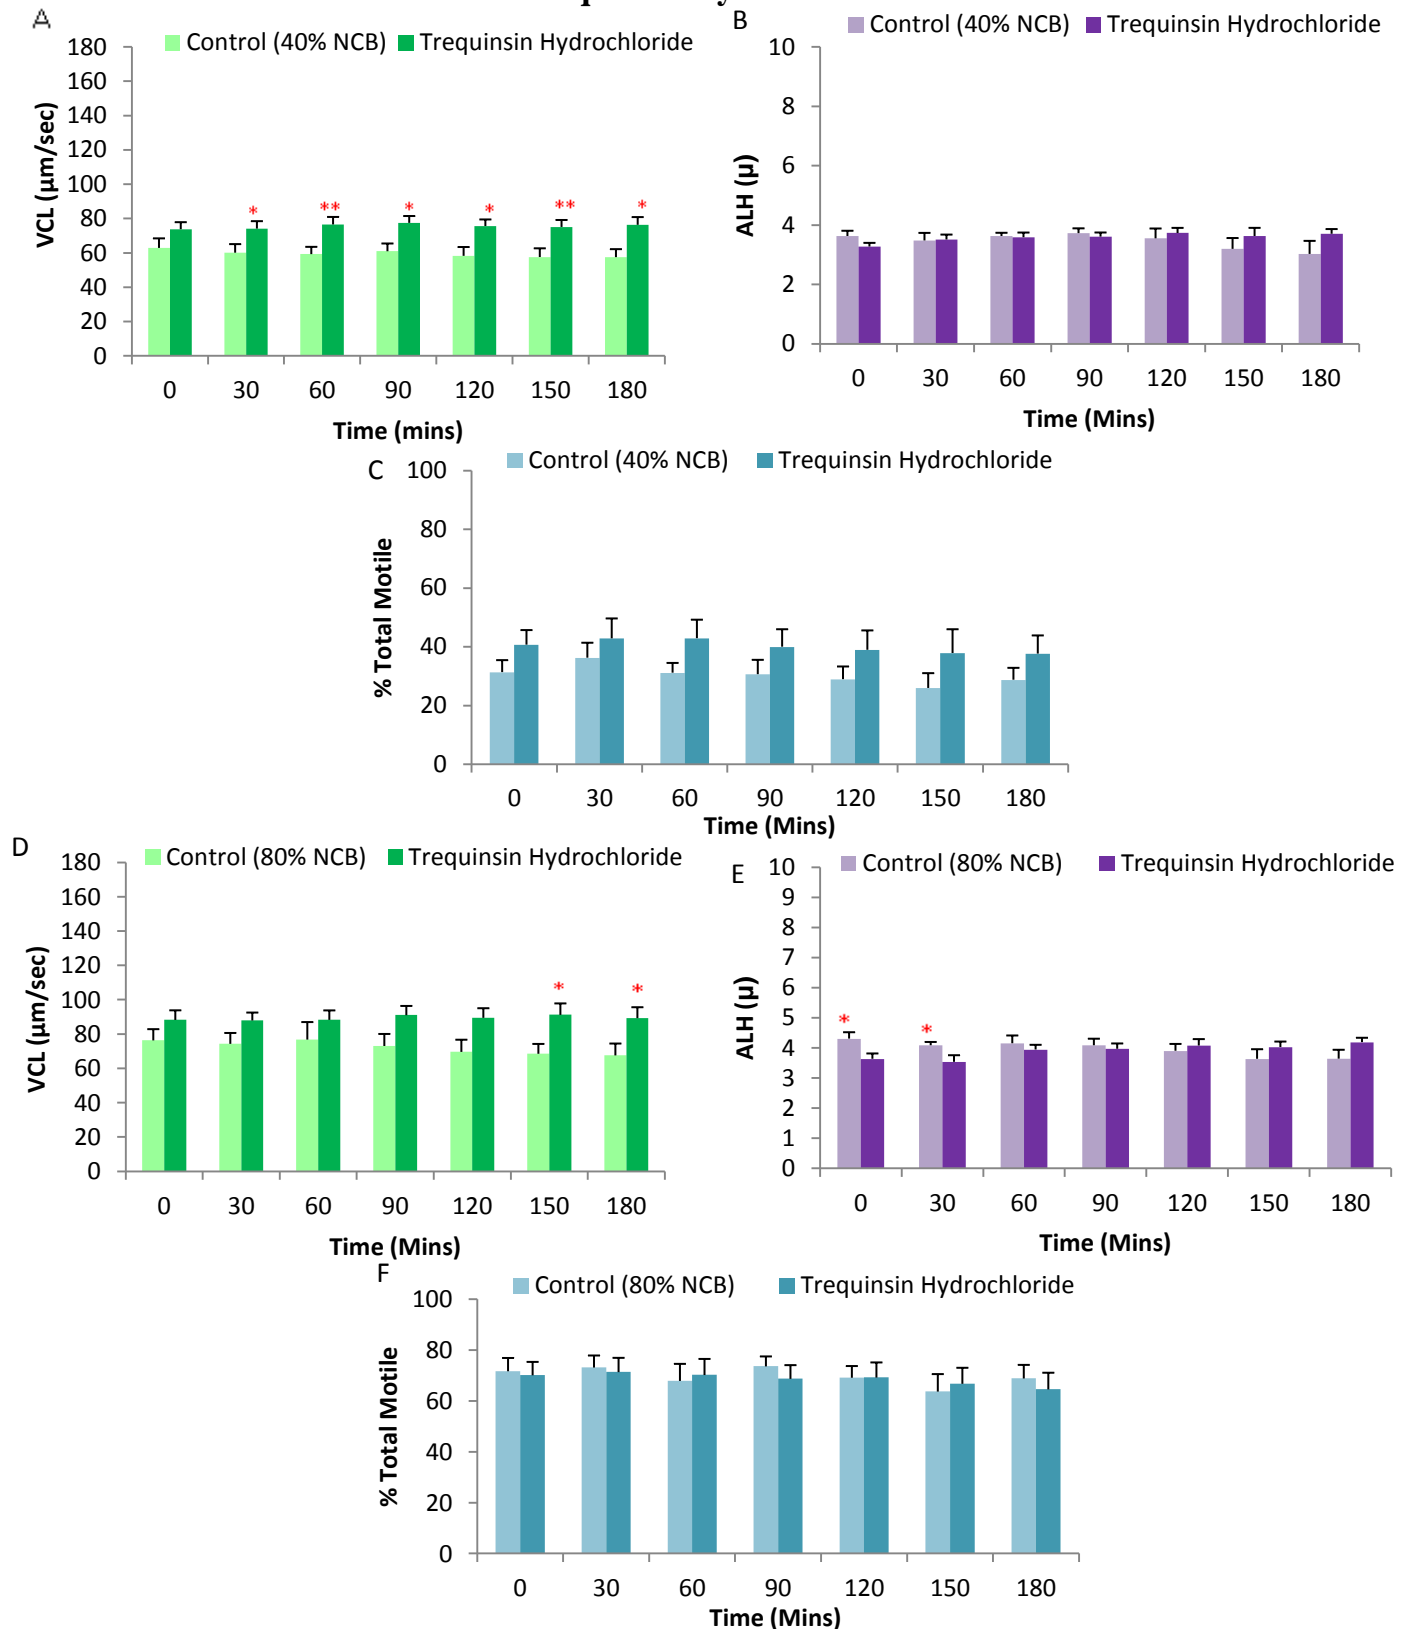 A
Control (40% NCB) Trequinsin Hydrochloride
180
160
140
120
100
80
60
40
20
0
VCL (µm/sec)
* ** * * ** *
0 30 60 90 120 150 180
Time (mins)
B
Control (40% NCB) Trequinsin Hydrochloride
10
8
6
4
2
0
ALH (µ)
0 30 60 90 120 150 180
Time (Mins)
C
Control (40% NCB) Trequinsin Hydrochloride
100
80
60
40
20
0
% Total Motile
0 30 60 90 120 150 180
Time (Mins)
D
Control (80% NCB) Trequinsin Hydrochloride
180
160
140
120
100
80
60
40
20
0
VCL (µm/sec)
* *
0 30 60 90 120 150 180
Time (Mins)
E
Control (80% NCB) Trequinsin Hydrochloride
10
9
8
7
6
5
4
3
2
1
0
ALH (µ)
* *
0 30 60 90 120 150 180
Time (Mins)
F
Control (80% NCB) Trequinsin Hydrochloride
100
80
60
40
20
0
% Total Motile
0 30 60 90 120 150 180
Time (Mins)